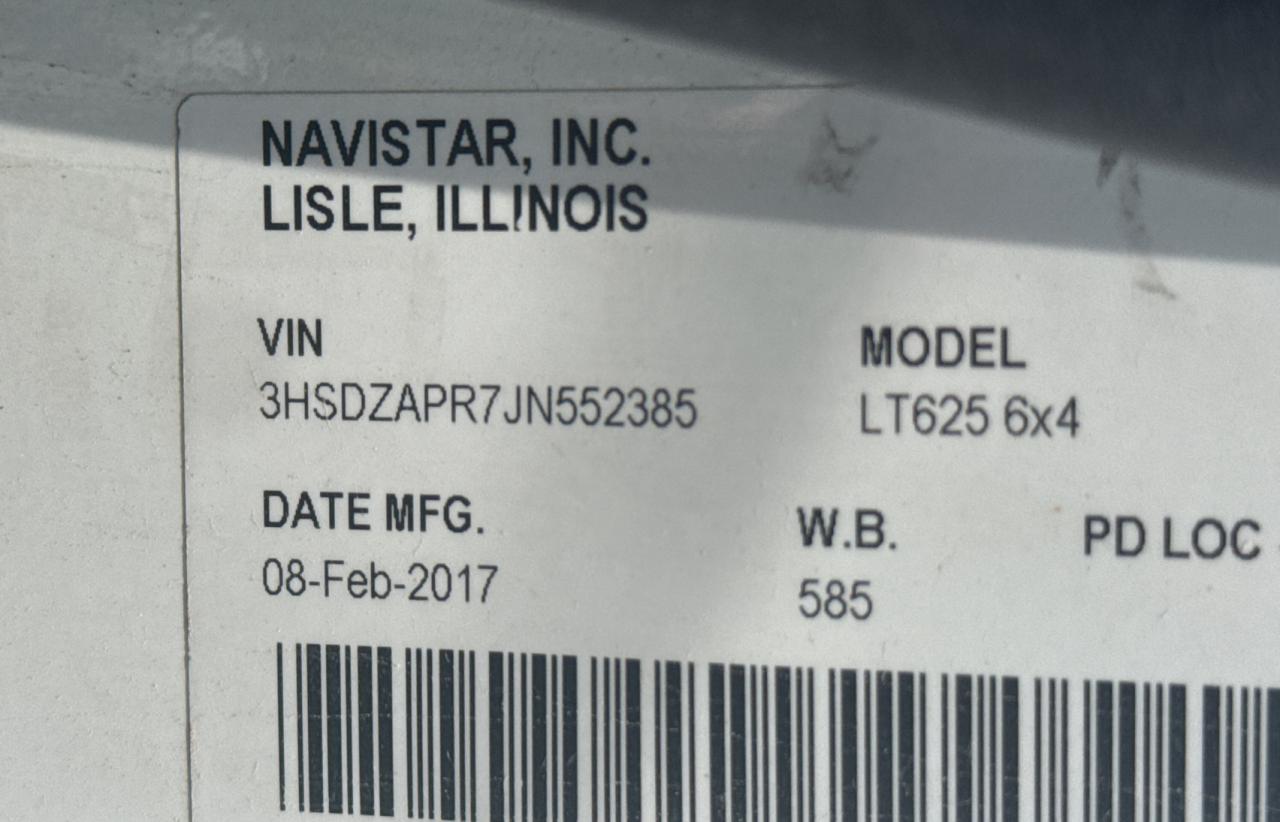 NAVISTAR, INC.
LISLE, ILLINOIS
VIN
3HSDZAPR7JN552385
MODEL
LT625 6x4
DATE MFG.
08-Feb-2017
W.B.
585
PD LOC